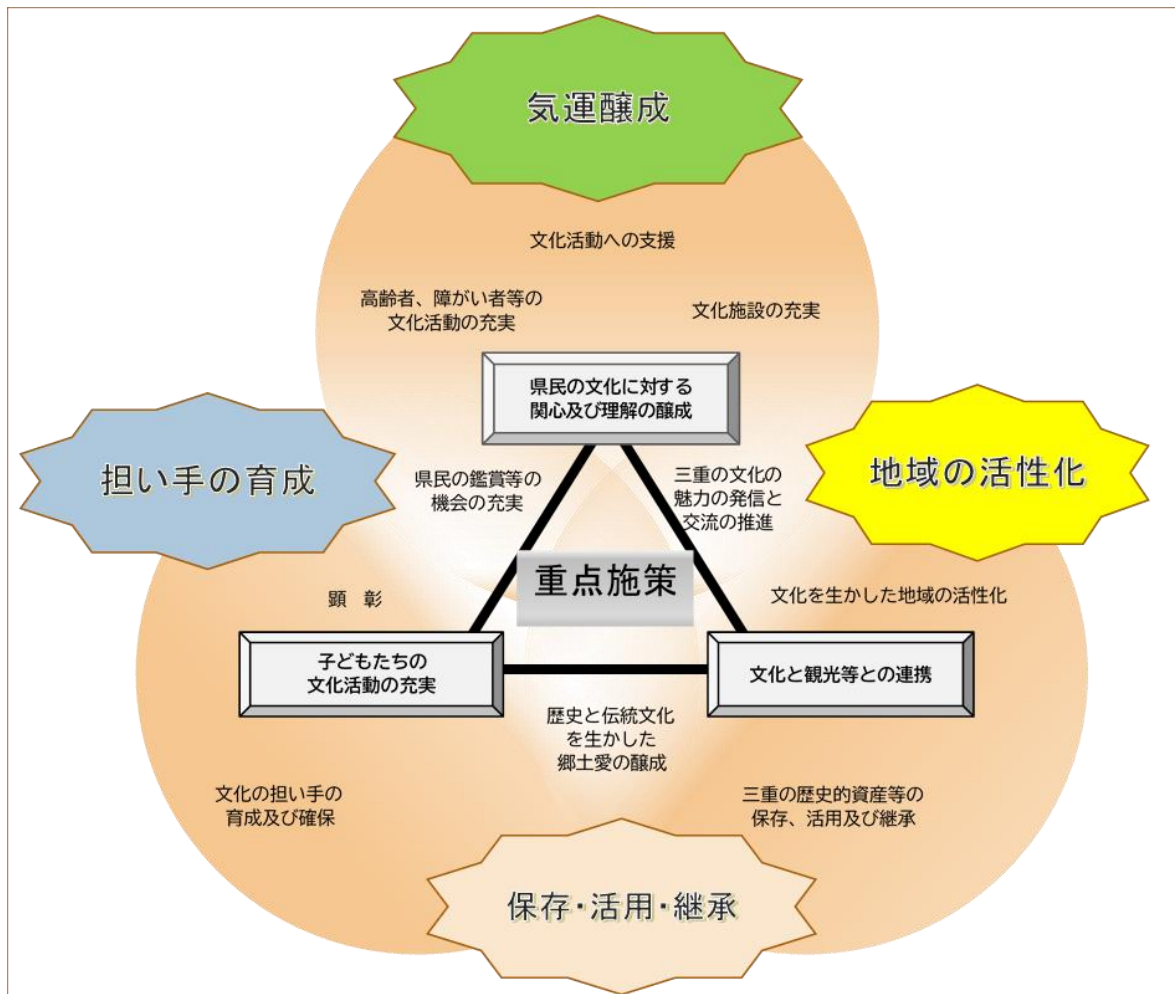 気運醸成
文化活動への支援
高齢者、障がい者等の
文化活動の充実
文化施設の充実
県民の文化に対する
関心及び理解の醸成
担い手の育成
地域の活性化
県民の鑑賞等の
機会の充実
三重の文化の
魅力の発信と
交流の推進
重点施策
顕 彰
文化を生かした地域の活性化
子どもたちの
文化活動の充実
文化と観光等との連携
歴史と伝統文化
を生かした
郷土愛の醸成
文化の担い手の
育成及び確保
三重の歴史的資産等の
保存、活用及び継承
保存・活用・継承